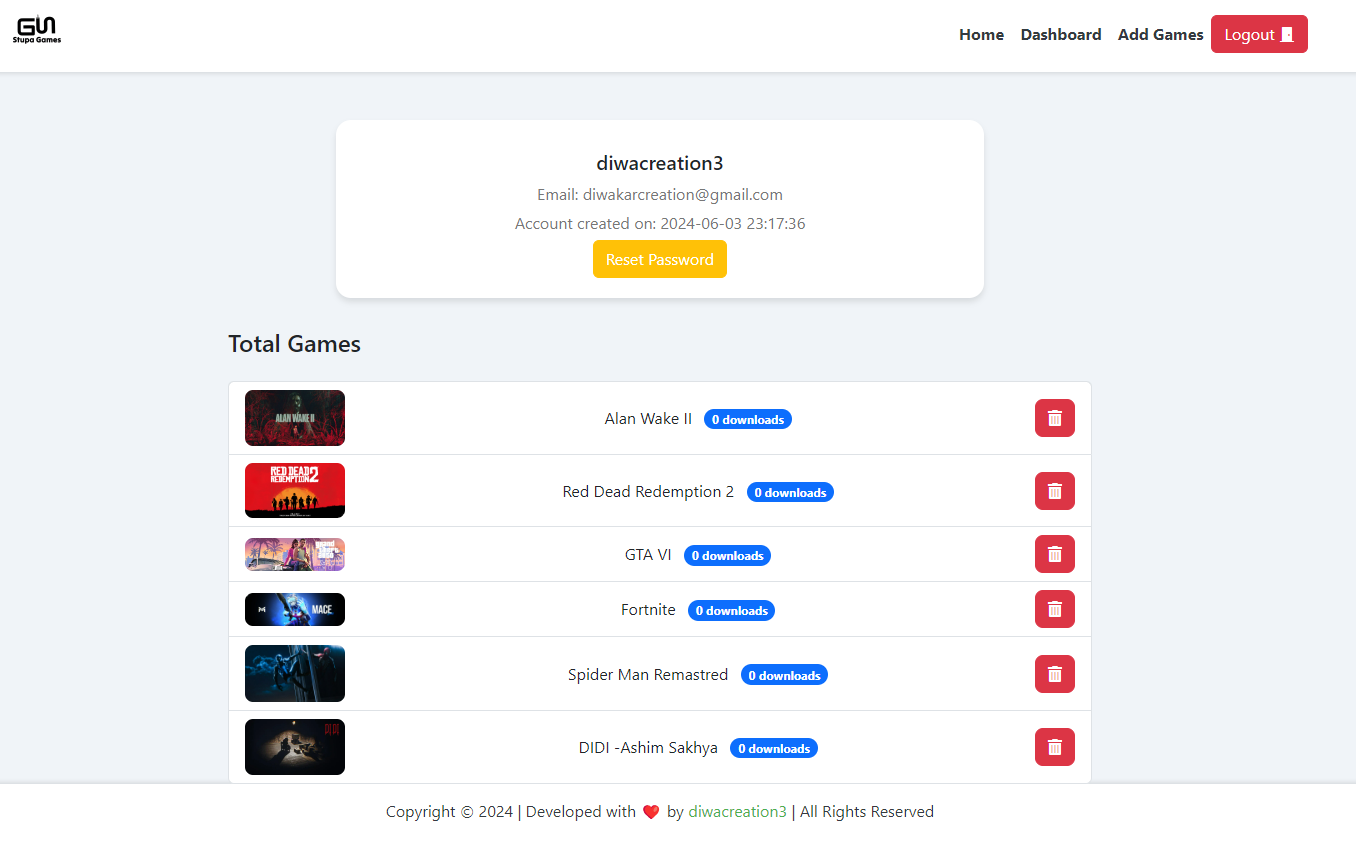 GUN
Stupa Games
Home Dashboard Add Games Logout
diwacreation3
Email: diwakarcreation@gmail.com
Account created on: 2024-06-03 23:17:36
Reset Password
Total Games
ALAN WAKE II
Alan Wake II 0 downloads
RED DEAD
REDEMPTION 2
Red Dead Redemption 2 0 downloads
GTA VI 0 downloads
MACE
Fortnite 0 downloads
Spider Man Remastred 0 downloads
DIDI
DIDI -Ashim Sakhya 0 downloads
Copyright © 2024 | Developed with ❤️ by diwacreation3 | All Rights Reserved